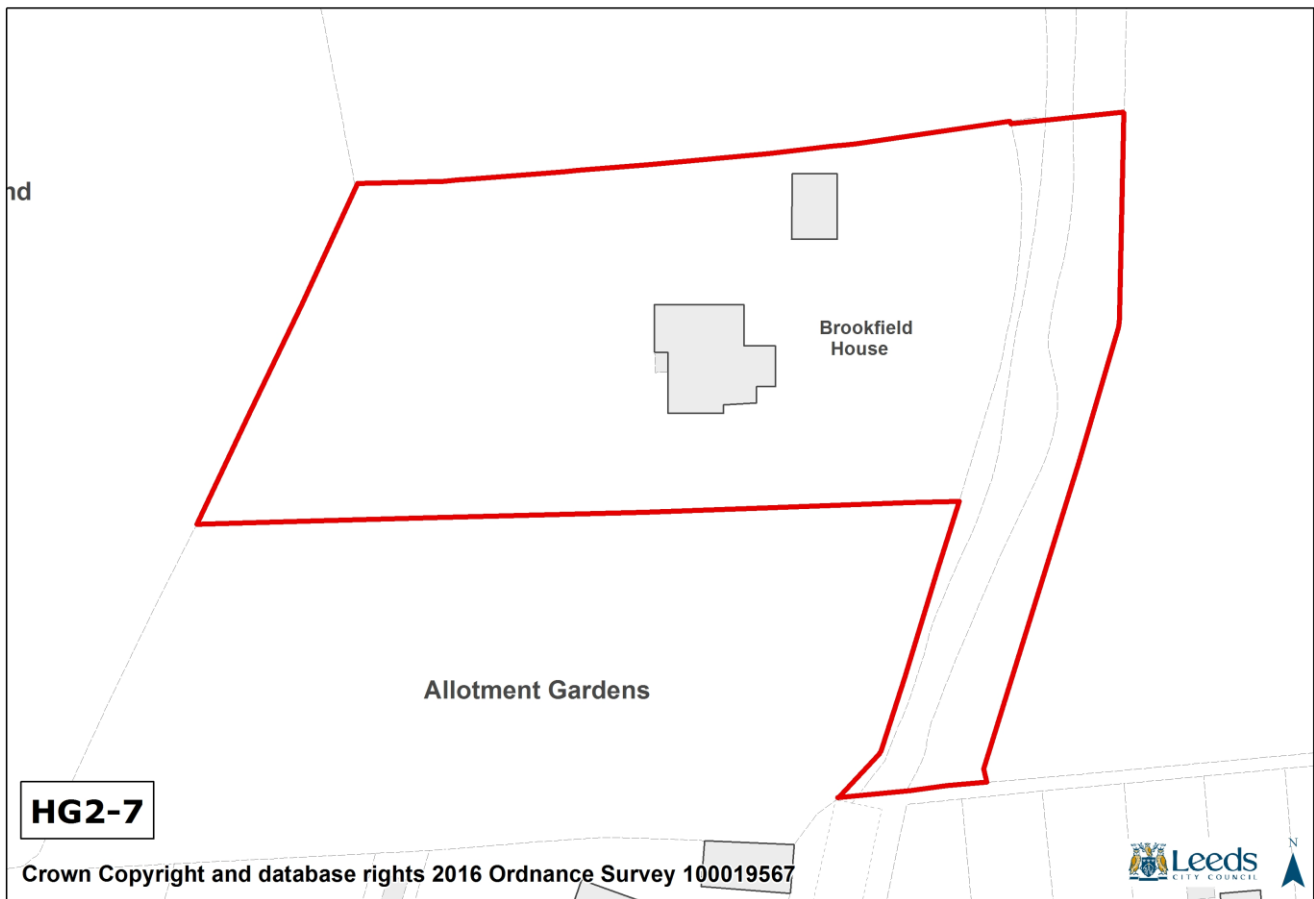 nd
Brookfield
House
Allotment Gardens
HG2-7
Crown Copyright and database rights 2016 Ordnance Survey 100019567
Leeds
CITY COUNCIL
N